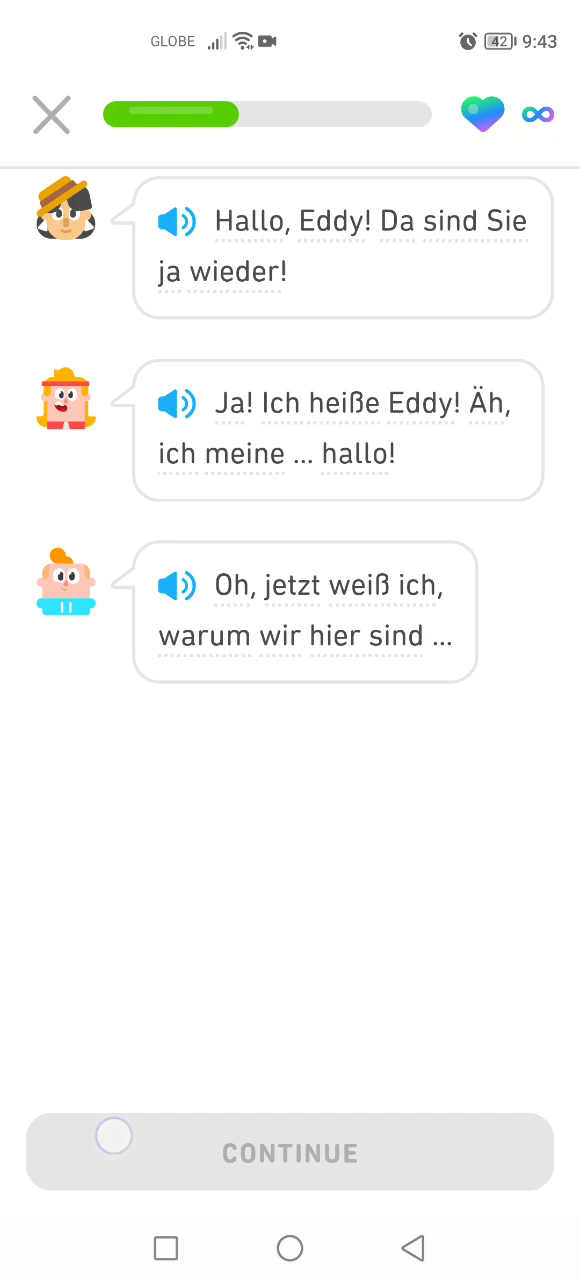 GLOBE 42 9:43
Hallo, Eddy! Da sind Sie
ja wieder!
Ja! Ich heiße Eddy! Äh,
ich meine ... hallo!
Oh, jetzt weiß ich,
warum wir hier sind ...
CONTINUE